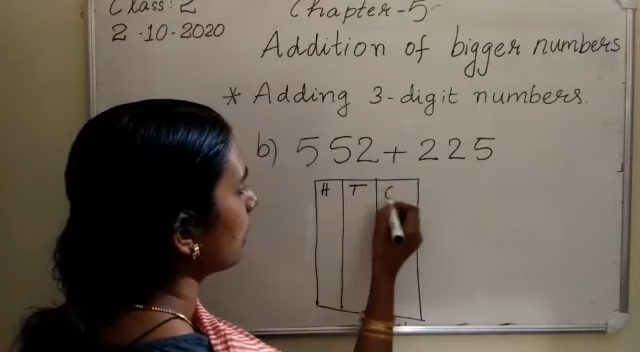 Class: 2
Chapter-5
2-10-2020
Addition of bigger numbers
* Adding 3-digit numbers.
b) 552+225
H T